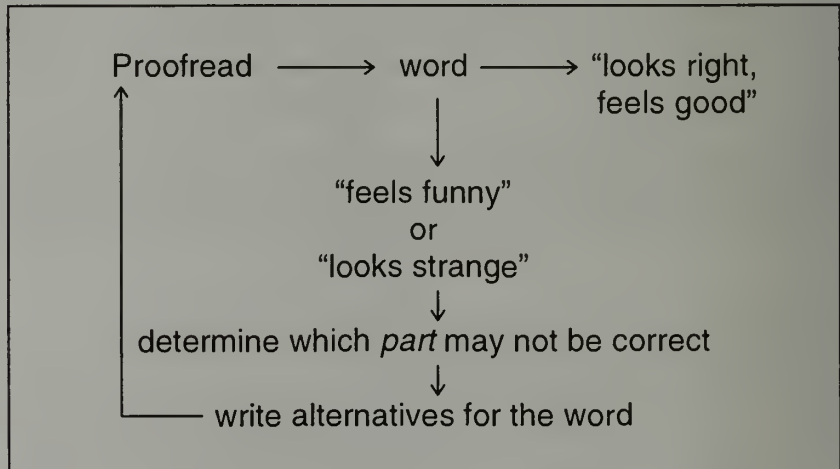 Proofread word “looks right,
feels good”
“feels funny”
or
“looks strange”
determine which part may not be correct
write alternatives for the word